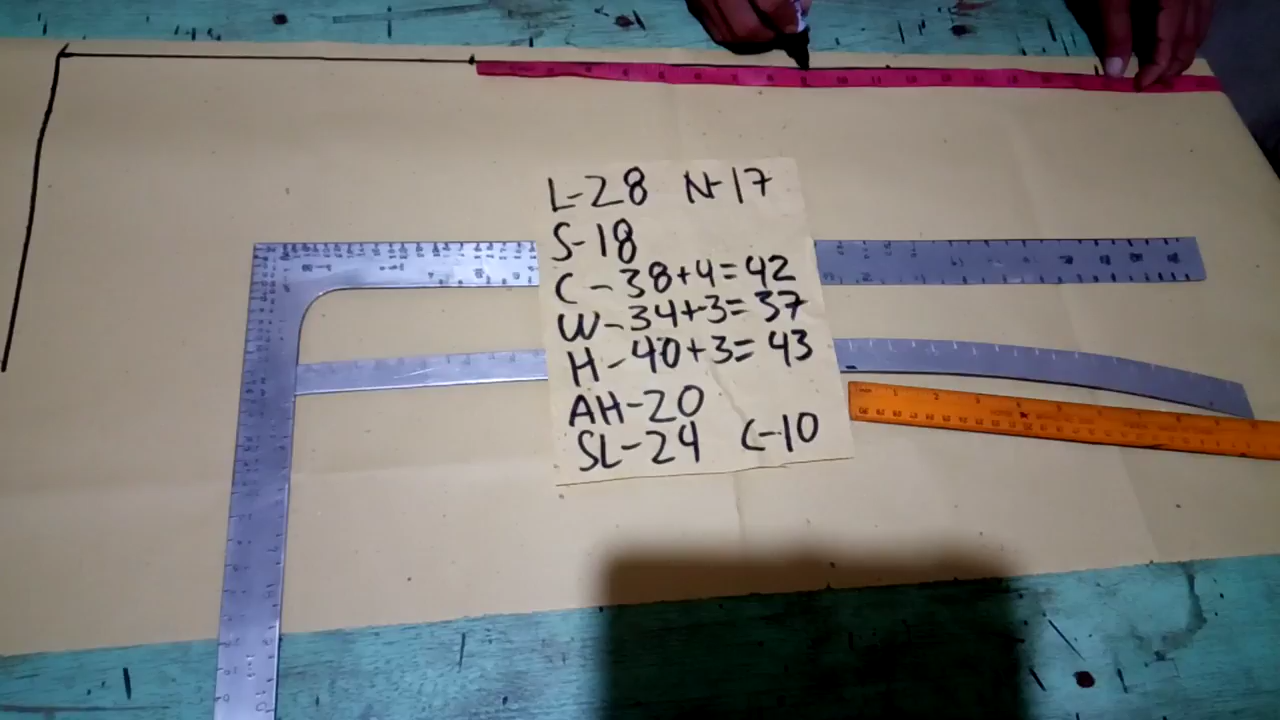 L-28 N-17
S-18
C-38+4=42
W-34+3=37
H-40+3=43
AH-20
SL-24 C-10